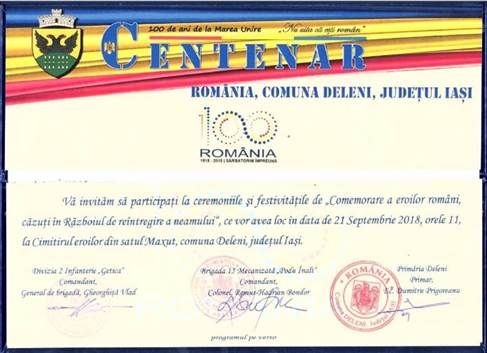 100 de ani de la Marea Unire „Nu uita că ești român”
CENTENAR
ROMÂNIA, COMUNA DELENI, JUDEȚUL IAȘI
100
ROMÂNIA
1918 - 2018 | SĂRBĂTORIM ÎMPREUNĂ
Vă invităm să participați la ceremoniile și festivitățile de „Comemorare a eroilor români,
căzuți în Războiul de reîntregire a neamului”, ce vor avea loc în data de 21 Septembrie 2018, orele 11,
la Cimitirul eroilor din satul Maxut, comuna Deleni, județul Iași.
Divizia 2 Infanterie „Getica”
Comandant,
General de brigadă, Gheorghiță Vlad
Brigada 15 Mecanizată „Podu Înalt”
Comandant,
Colonel, Remus-Hadrian Bondor
Primăria Deleni
Primar,
Dumitru Prigoreanu
ROMÂNIA
Comuna DELENI
programul pe verso